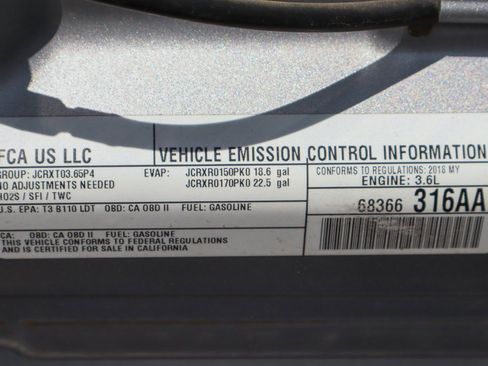 FCA US LLC
VEHICLE EMISSION CONTROL INFORMATION
GROUP: JCRXT03.65P4
EVAP: JCRXR0150PK0 18.6 gal
CONFORMS TO REGULATIONS: 2018 MY
NO ADJUSTMENTS NEEDED
JCRXR0170PK0 22.5 gal
ENGINE: 3.6L
HO2S / SFI / TWC
U.S. EPA: T3 B110 LDT OBD: CA OBD II FUEL: GASOLINE
68366 316AA
CA: OBD: CA OBD II FUEL: GASOLINE
THIS VEHICLE CONFORMS TO FEDERAL REGULATIONS
AND IS CERTIFIED FOR SALE IN CALIFORNIA